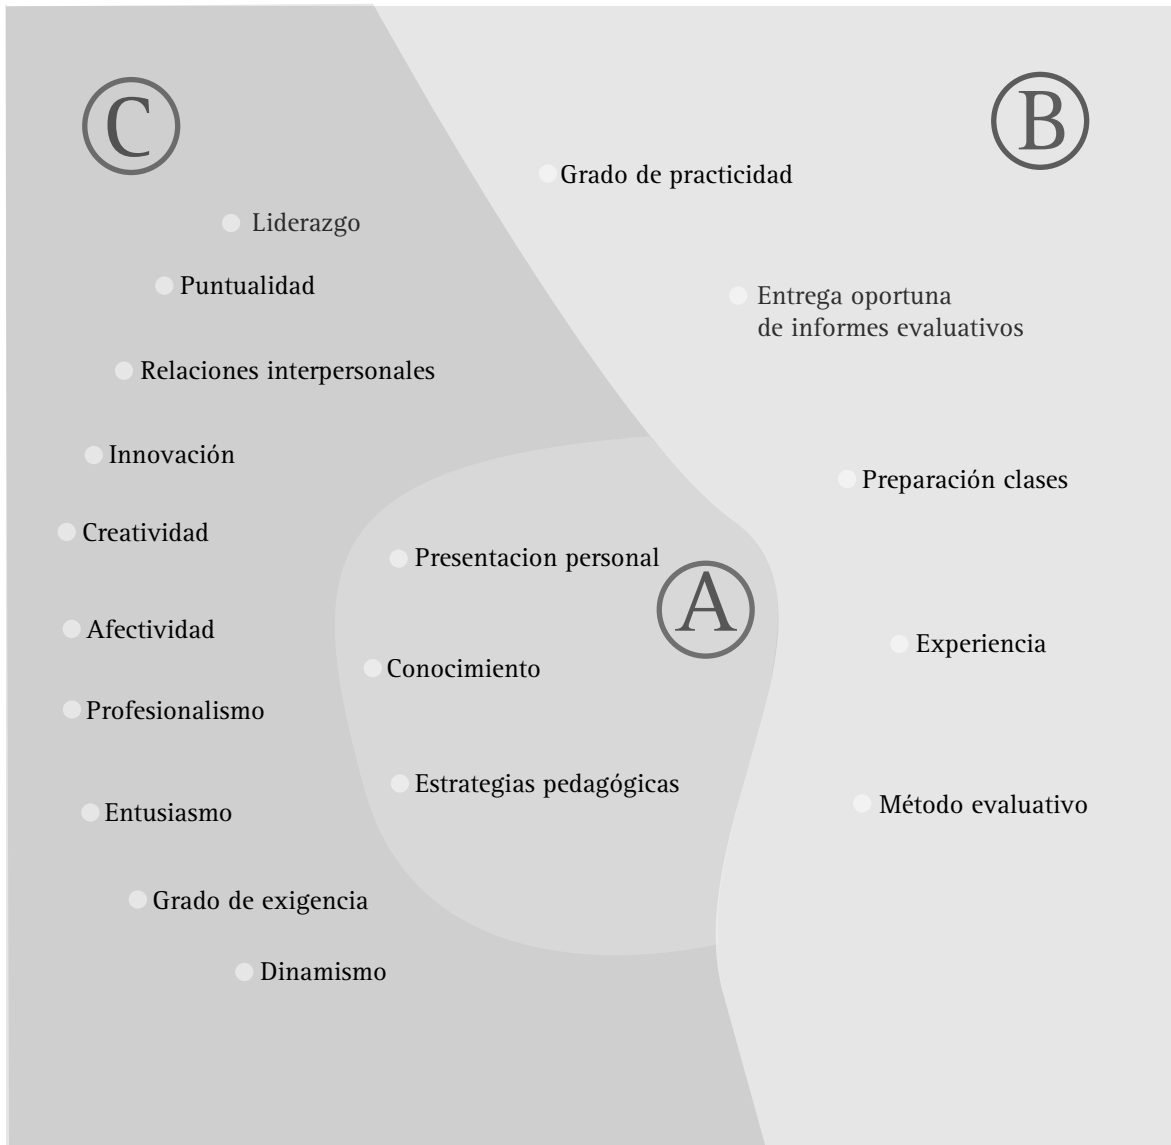 C
B
Grado de practicidad
Liderazgo
Puntualidad
Entrega oportuna
de informes evaluativos
Relaciones interpersonales
Innovación
Preparación clases
Creatividad
Presentacion personal
A
Afectividad
Experiencia
Conocimiento
Profesionalismo
Estrategias pedagógicas
Método evaluativo
Entusiasmo
Grado de exigencia
Dinamismo